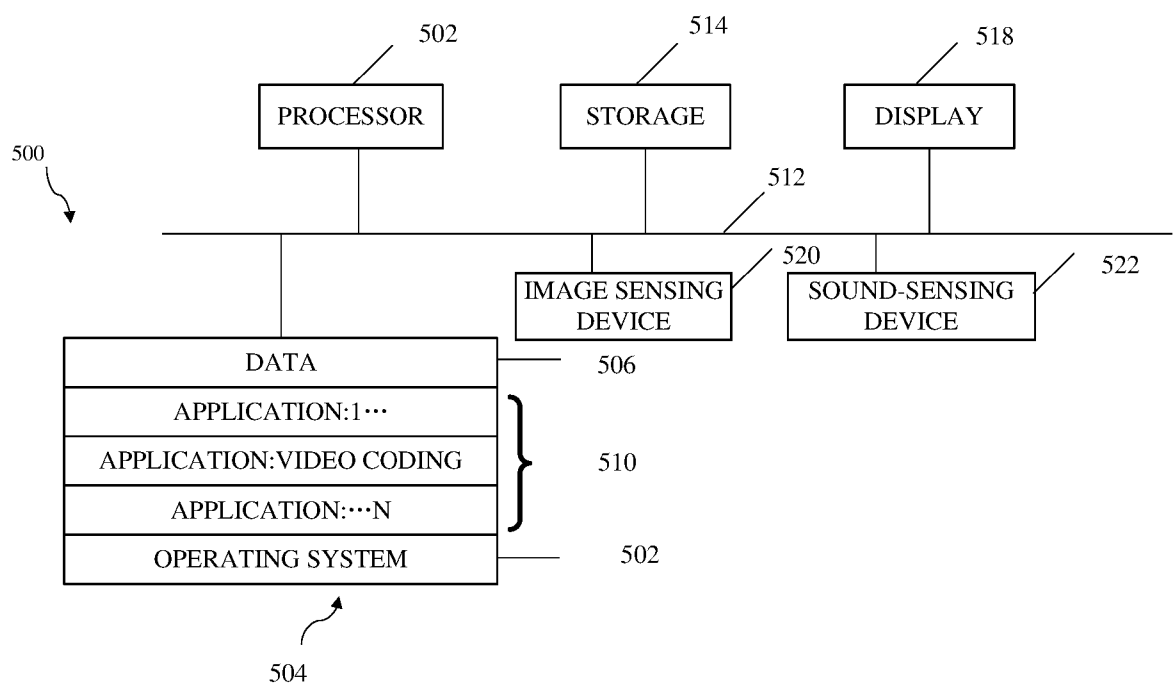 502
514
518
PROCESSOR
STORAGE
DISPLAY
500
512
520
522
IMAGE SENSING
DEVICE
SOUND-SENSING
DEVICE
DATA
506
APPLICATION:1···
APPLICATION:VIDEO CODING
510
APPLICATION:···N
OPERATING SYSTEM
502
504